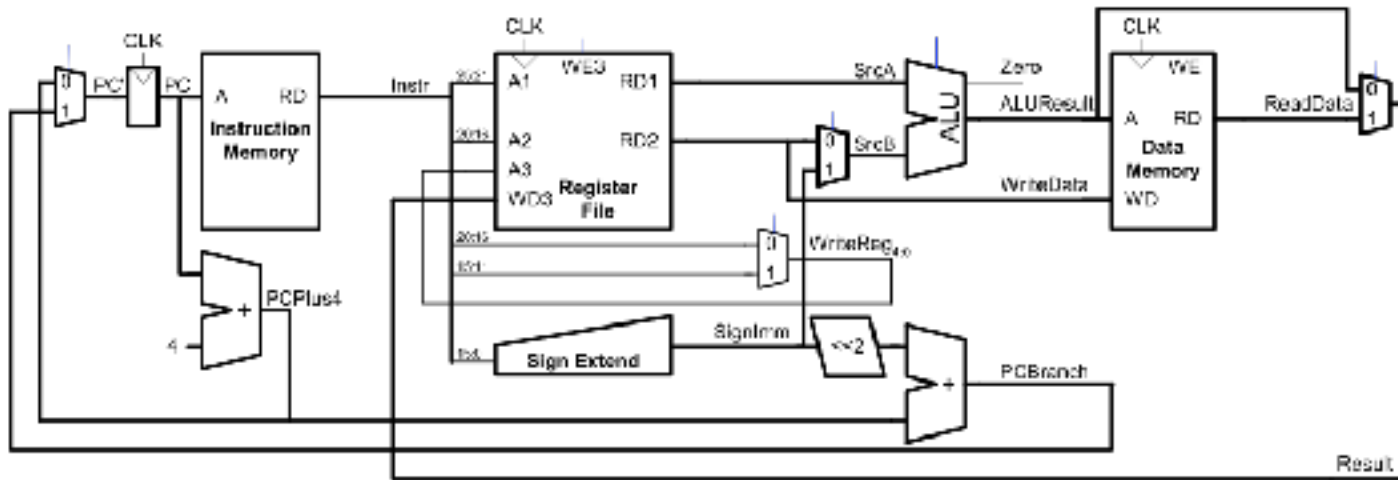 CLK
CLK
CLK
0
1
PC'
PC
A RD
Instruction
Memory
Instr
25:21
A1
WE3
RD1
20:16
A2
RD2
A3
WD3
Register
File
SrcA
0
1
SrcB
ALU
Zero
ALUResult
WriteData
WE
A RD
Data
Memory
WD
ReadData
0
1
20:16
15:11
0
1
WriteReg4:0
PCPlus4
+
4
Sign Extend
SignImm
<<2
+
PCBranch
Result